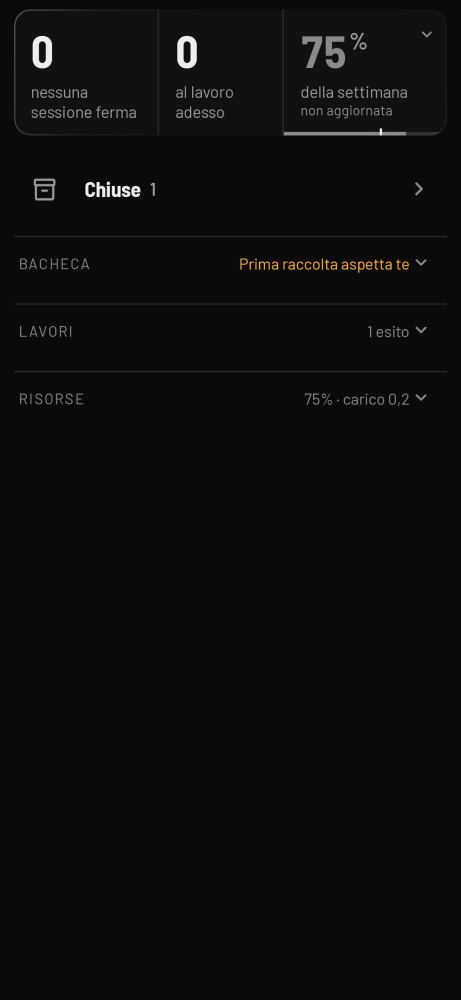 0
nessuna
sessione ferma
0
al lavoro
adesso
75%
della settimana
non aggiornata
Chiuse 1
BACHECA
Prima raccolta aspetta te
LAVORI
1 esito
RISORSE
75% · carico 0,2